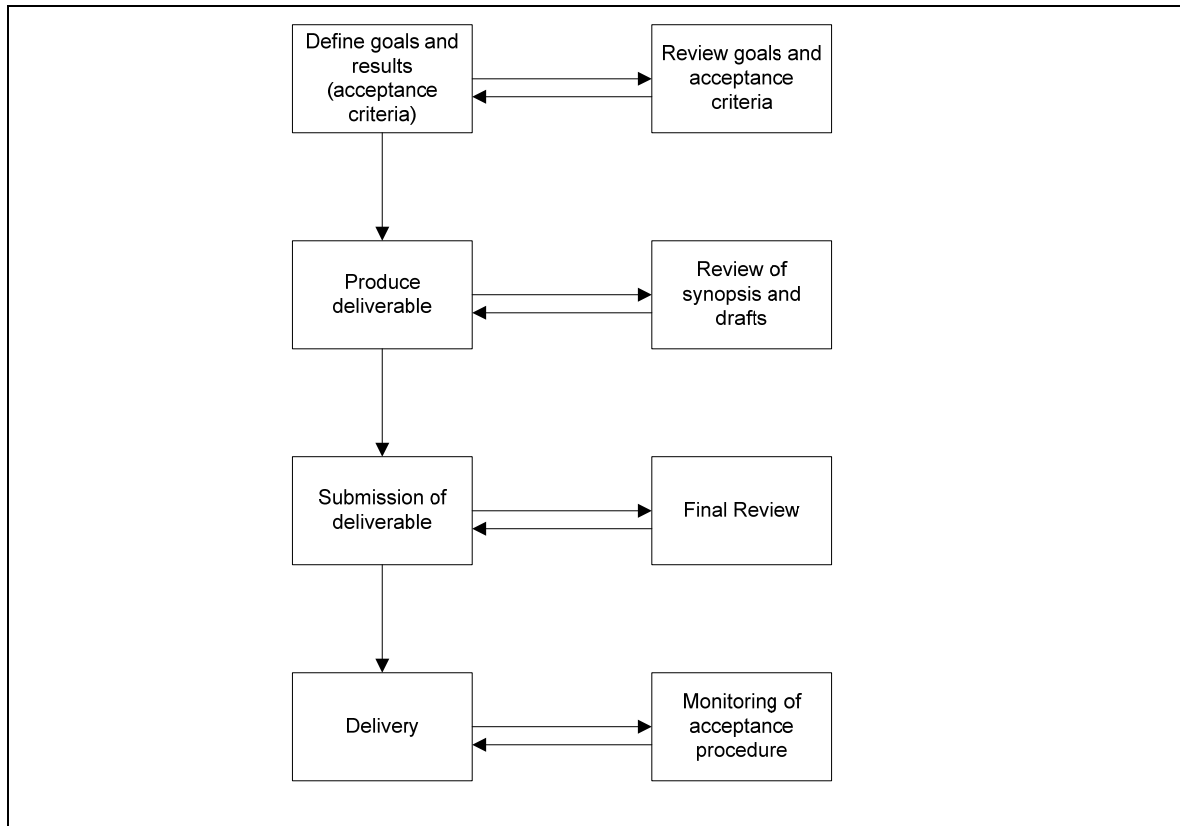 Define goals and
results
(acceptance
criteria)
Review goals and
acceptance
criteria
Produce
deliverable
Review of
synopsis and
drafts
Submission of
deliverable
Final Review
Delivery
Monitoring of
acceptance
procedure